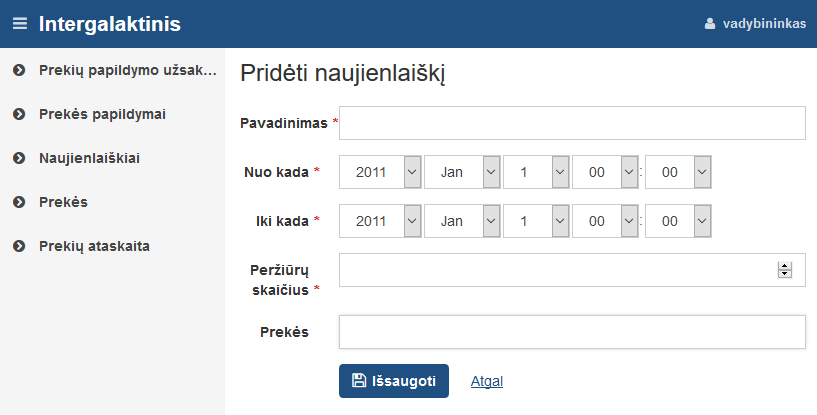 Intergalaktinis
vadybininkas
Prekių papildymo užsak...
Prekės papildymai
Naujienlaiškiai
Prekės
Prekių ataskaita
Pridėti naujienlaiškį
Pavadinimas *
Nuo kada * 2011 Jan 1 00 : 00
Iki kada * 2011 Jan 1 00 : 00
Peržiūrų
skaičius *
Prekės
Išsaugoti Atgal